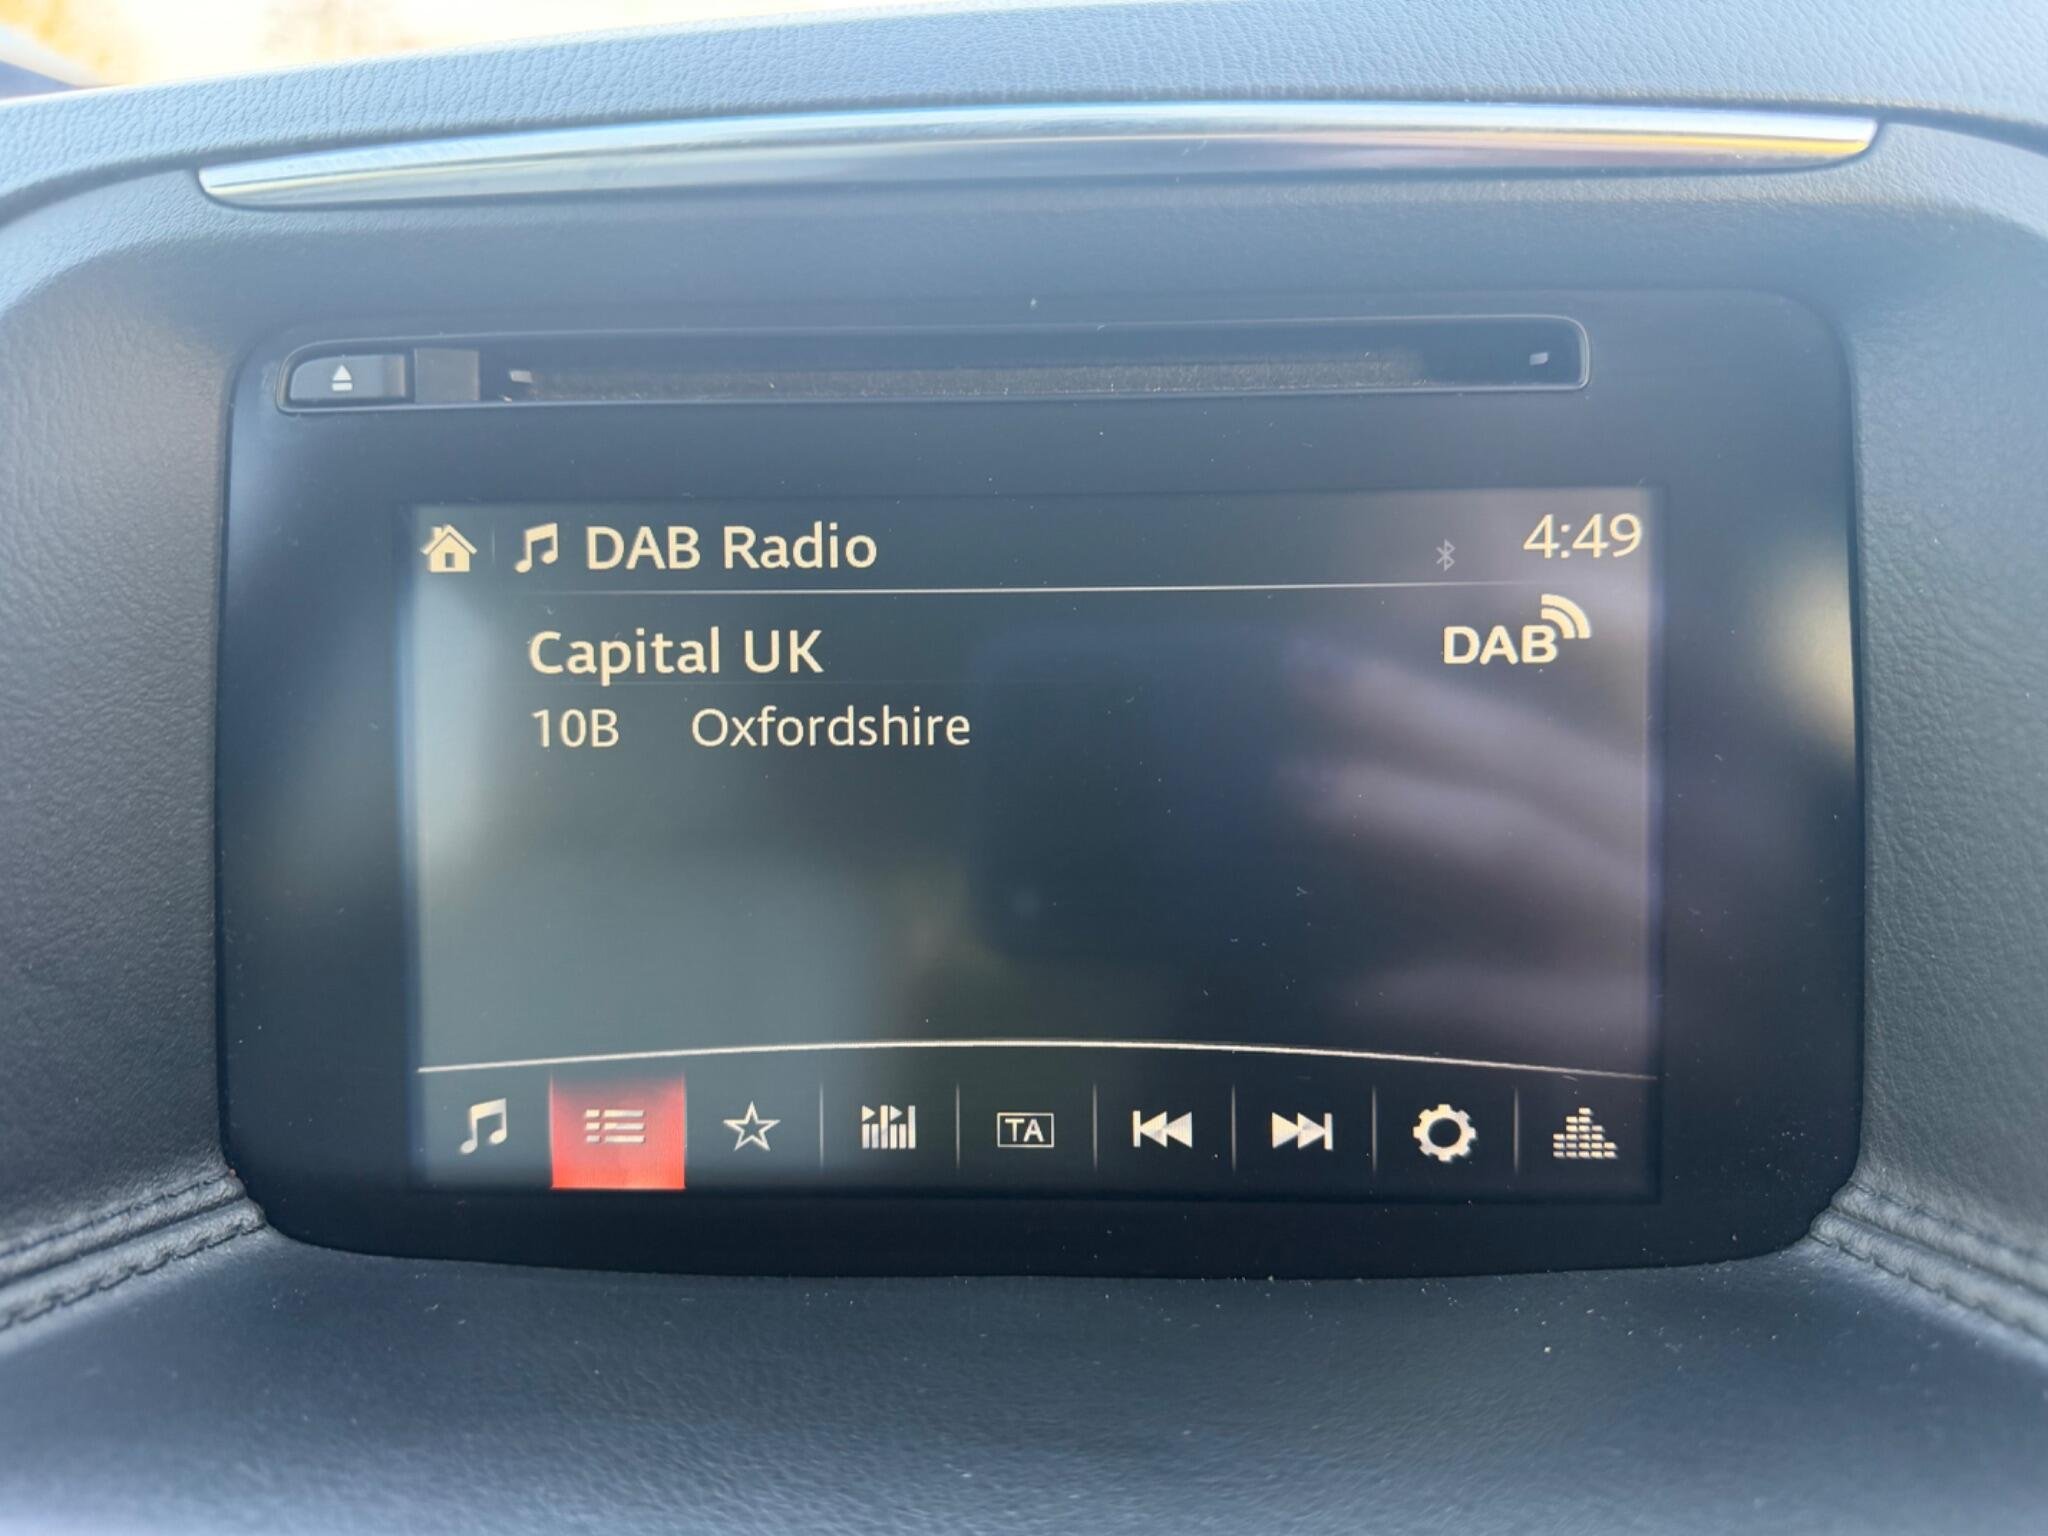 DAB Radio
4:49
Capital UK
DAB
10B Oxfordshire
TA